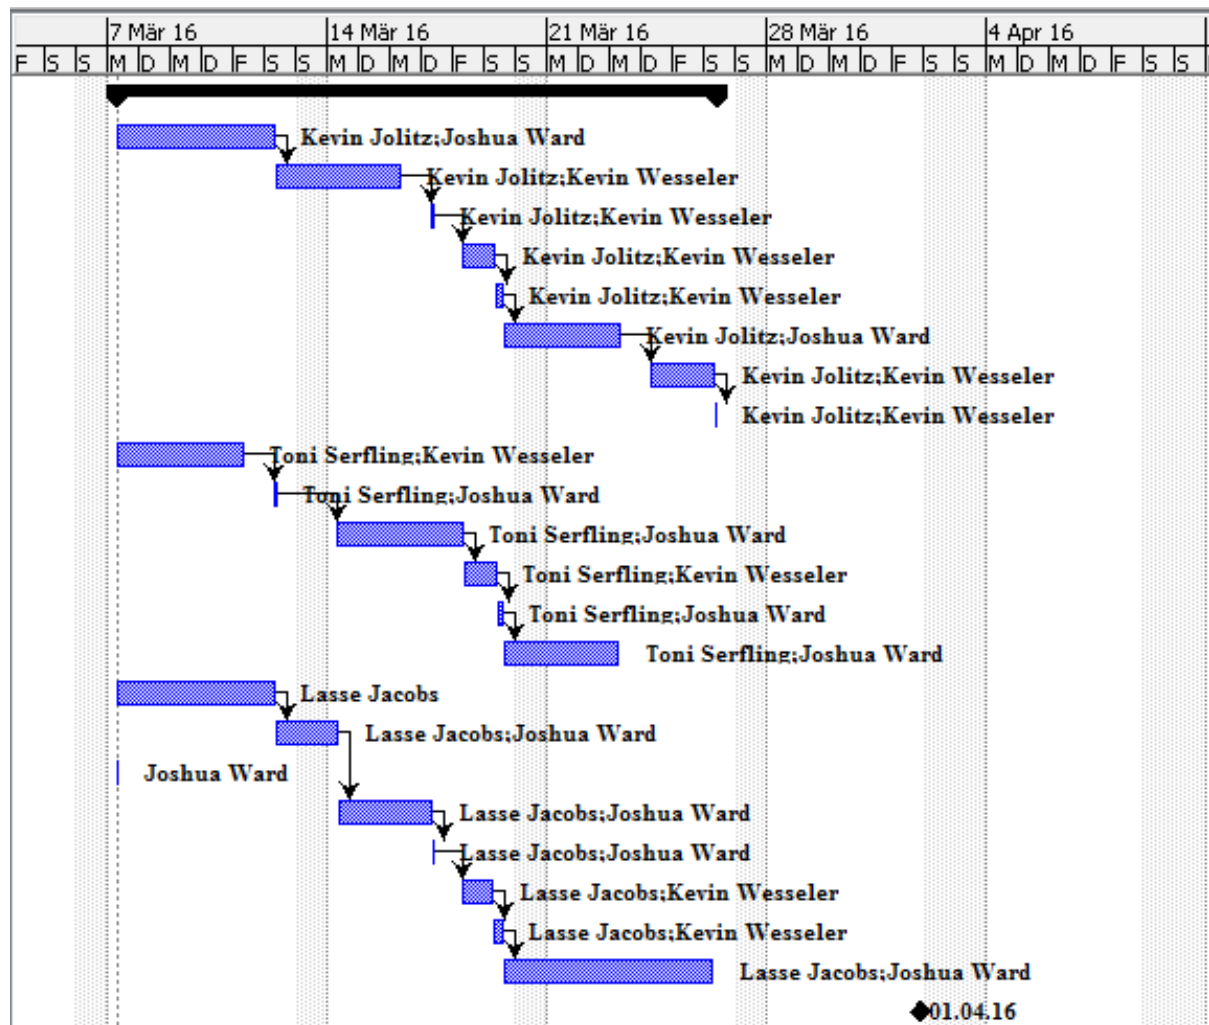 7 Mär 16 14 Mär 16 21 Mär 16 28 Mär 16 4 Apr 16
F S S M D M D F S S M D M D F S S M D M D F S S M D M D F S S M D M D F S S
Kevin Jolitz;Joshua Ward
Kevin Jolitz;Kevin Wesseler
Kevin Jolitz;Kevin Wesseler
Kevin Jolitz;Kevin Wesseler
Kevin Jolitz;Kevin Wesseler
Kevin Jolitz;Joshua Ward
Kevin Jolitz;Kevin Wesseler
Kevin Jolitz;Kevin Wesseler
Toni Serfling;Kevin Wesseler
Toni Serfling;Joshua Ward
Toni Serfling;Joshua Ward
Toni Serfling;Kevin Wesseler
Toni Serfling;Joshua Ward
Toni Serfling;Joshua Ward
Lasse Jacobs
Lasse Jacobs;Joshua Ward
Joshua Ward
Lasse Jacobs;Joshua Ward
Lasse Jacobs;Joshua Ward
Lasse Jacobs;Kevin Wesseler
Lasse Jacobs;Kevin Wesseler
Lasse Jacobs;Joshua Ward
01.04.16